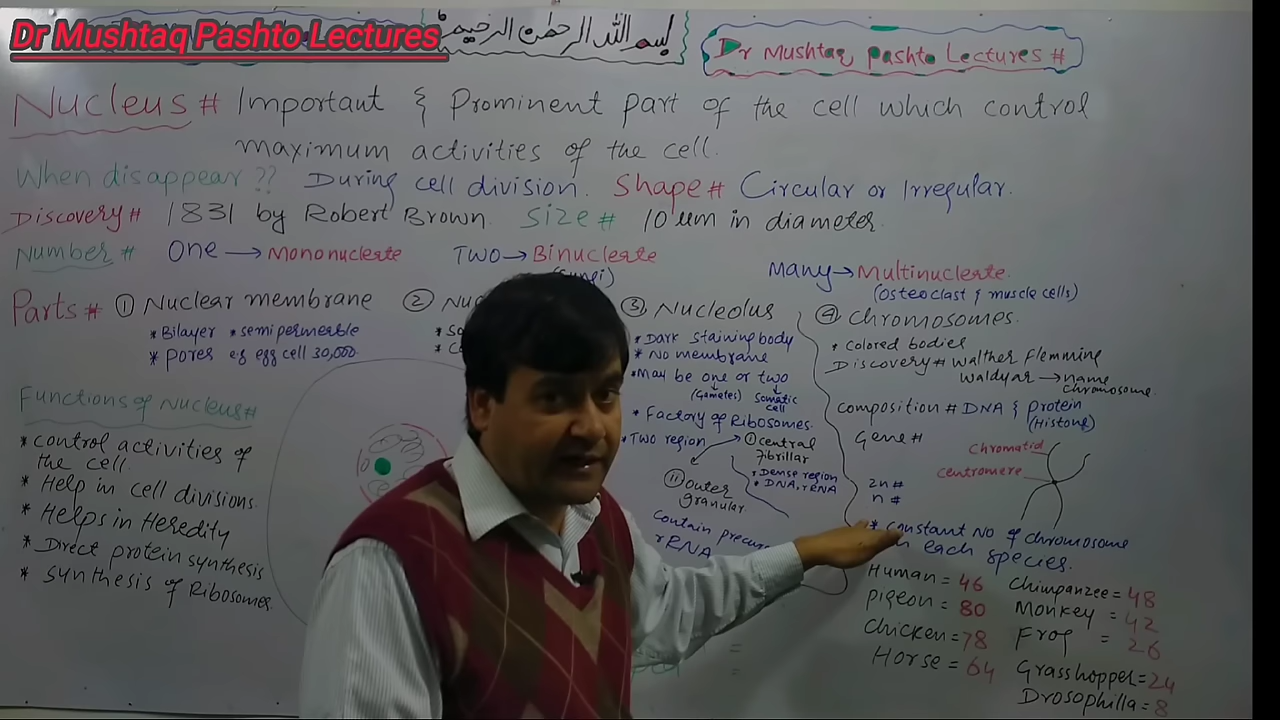 Dr Mushtaq Pashto Lectures
بسم اللہ الرحمٰن الرحیم
Dr Mushtaq Pashto Lectures #
Nucleus # Important & Prominent part of the cell which control
maximum activities of the cell.
When disappear ?? During cell division. Shape # Circular or Irregular.
Discovery # 1831 by Robert Brown. Size # 10 um in diameter.
Number # One → Mononucleate Two → Binucleate
Many → Multinucleate.
(Osteoclast & muscle cells)
Parts # ① Nuclear membrane
* Bilayer * semipermeable
* pores e.g egg cell 30,000
②
③ Nucleolus
* Dark staining body
* No membrane
* May be one or two
(Gametes) somatic
cell
* Factory of Ribosomes.
* Two region → ① central
fibrillar
* Dense region
* DNA, rRNA
② outer
granular
Contain
rRNA
④ Chromosomes.
* colored bodies
Discovery # Walther Flemming
Waldyar → name
chromosome.
composition # DNA & protein
(Histone)
Gene #
chromatid
centromere
2n #
n #
* constant No of chromosome
in each species.
Human = 46 Chimpanzee = 48
pigeon = 80 Monkey = 42
Chicken = 78 Frog = 26
Horse = 64 Grasshopper = 24
Drosophilla = 8
Functions of Nucleus #
* control activities of
the cell.
* Help in cell divisions.
* Helps in Heredity
* Direct protein synthesis
* synthesis of Ribosomes.